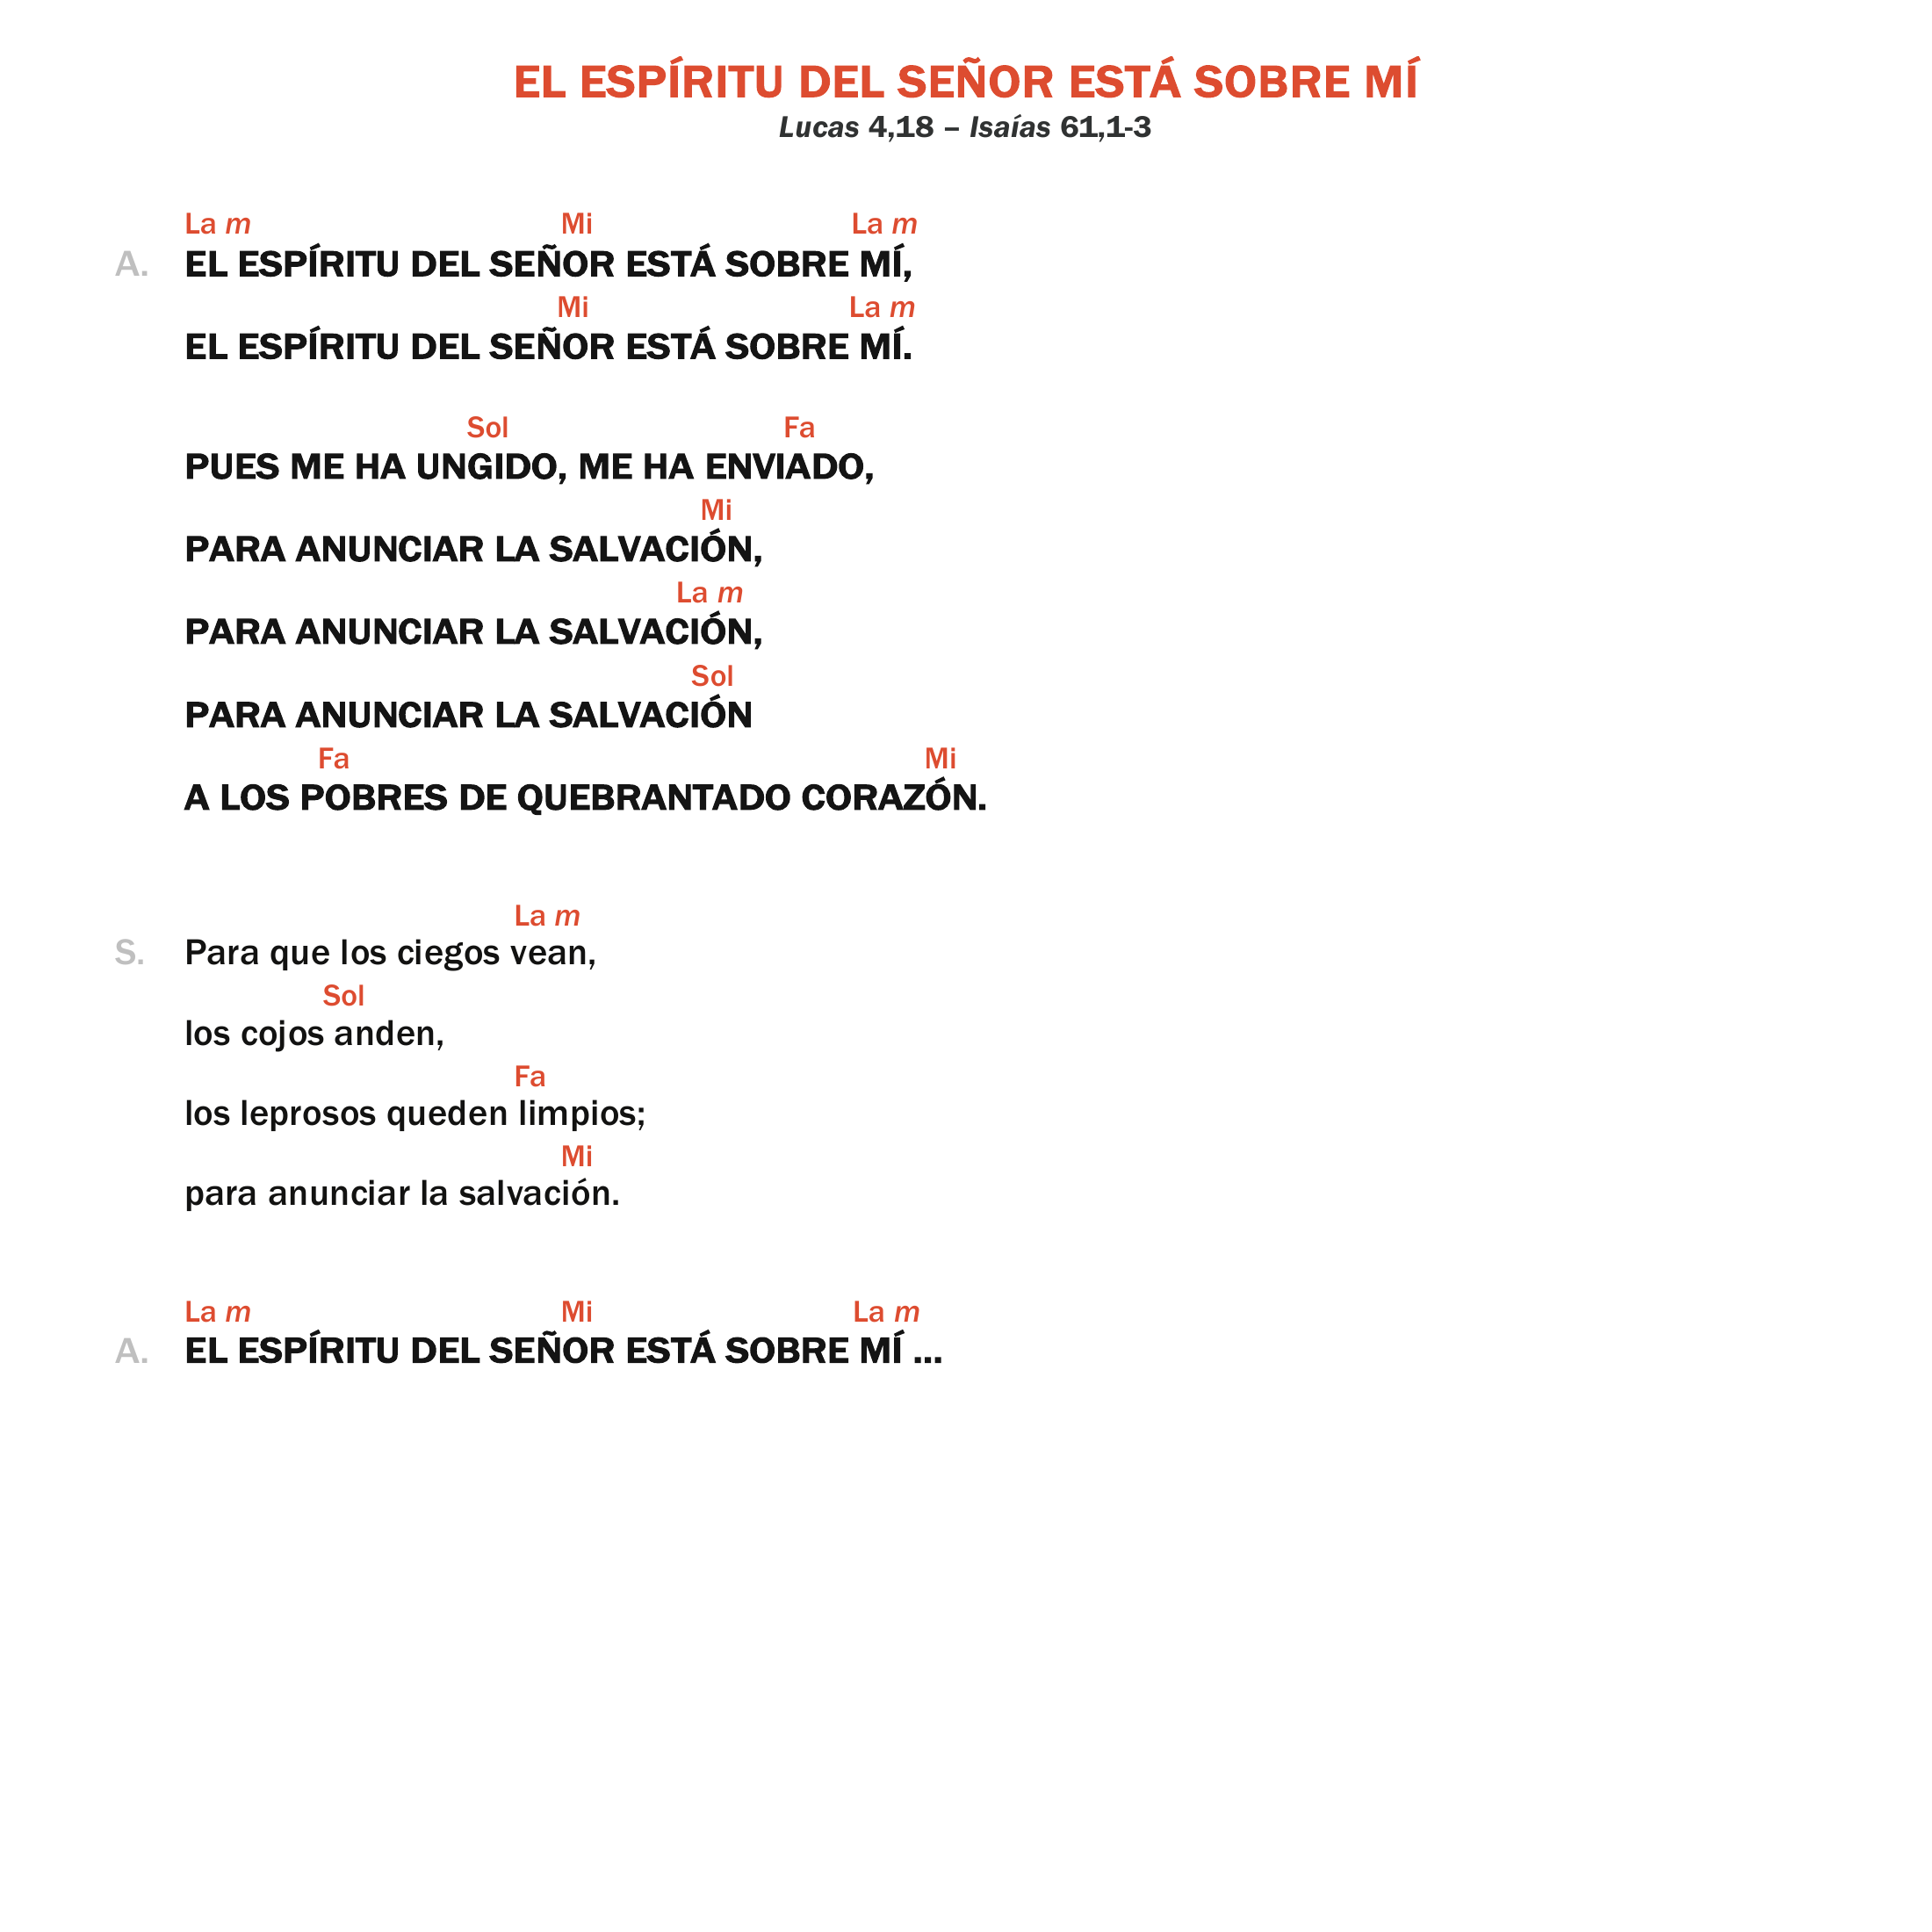 EL ESPÍRITU DEL SEÑOR ESTÁ SOBRE MÍ
Lucas 4,18 – Isaías 61,1-3
La m Mi La m
A. EL ESPÍRITU DEL SEÑOR ESTÁ SOBRE MÍ,
Mi La m
EL ESPÍRITU DEL SEÑOR ESTÁ SOBRE MÍ.
Sol Fa
PUES ME HA UNGIDO, ME HA ENVIADO,
Mi
PARA ANUNCIAR LA SALVACIÓN,
La m
PARA ANUNCIAR LA SALVACIÓN,
Sol
PARA ANUNCIAR LA SALVACIÓN
Fa Mi
A LOS POBRES DE QUEBRANTADO CORAZÓN.
La m
S. Para que los ciegos vean,
Sol
los cojos anden,
Fa
los leprosos queden limpios;
Mi
para anunciar la salvación.
La m Mi La m
A. EL ESPÍRITU DEL SEÑOR ESTÁ SOBRE MÍ ...